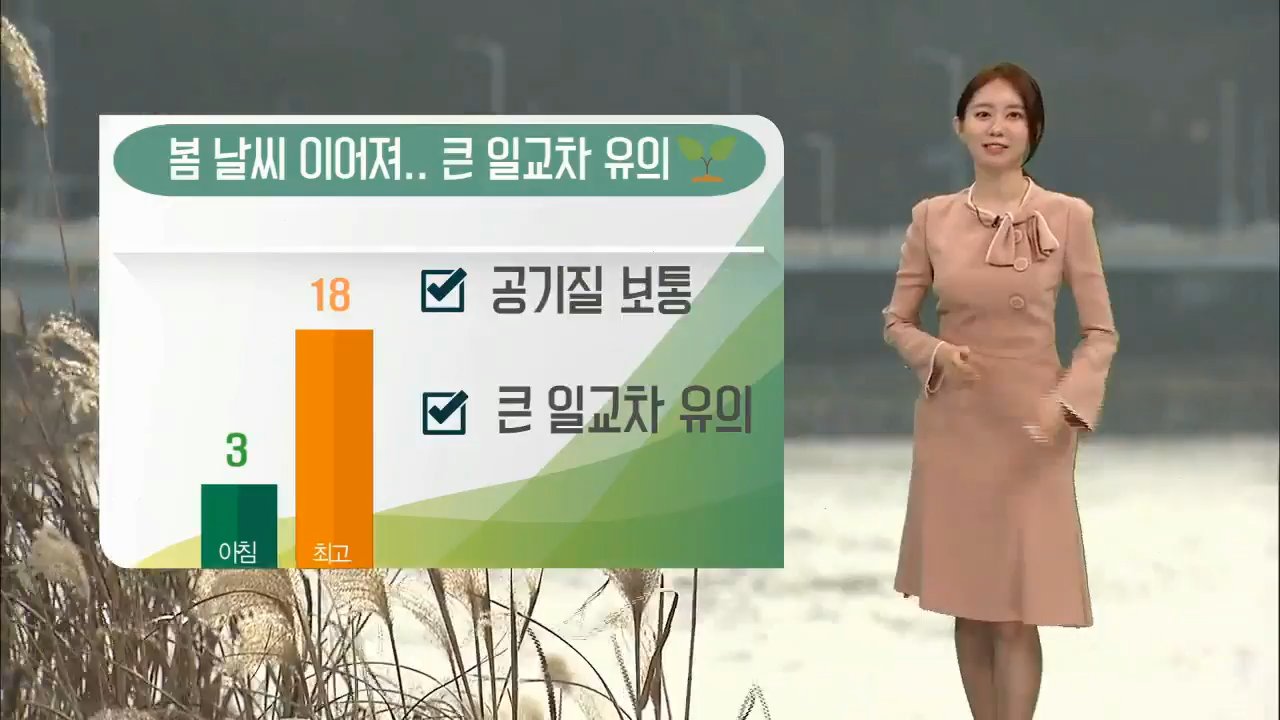 봄 날씨 이어져.. 큰 일교차 유의
18
공기질 보통
큰 일교차 유의
3
아침
최고